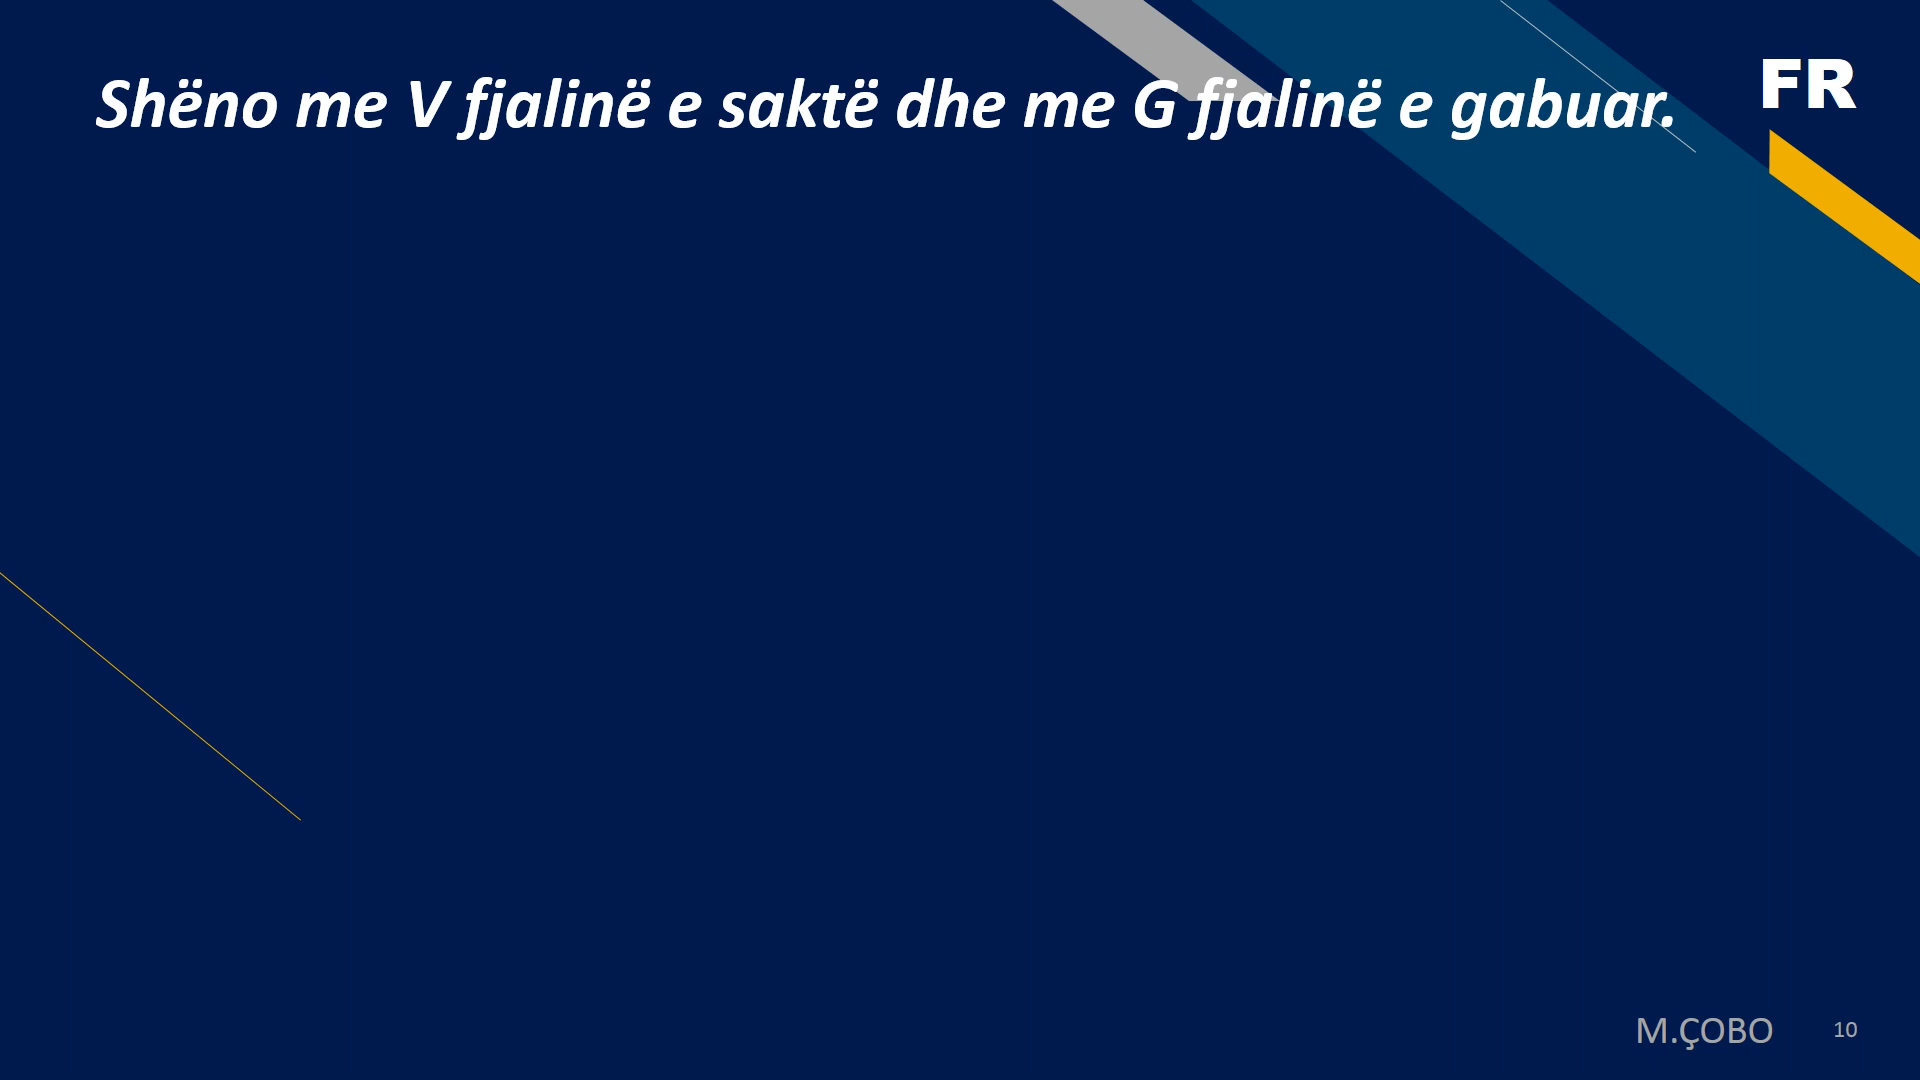 Shëno me V fjalinë e saktë dhe me G fjalinë e gabuar.
FR
M.ÇOBO
10